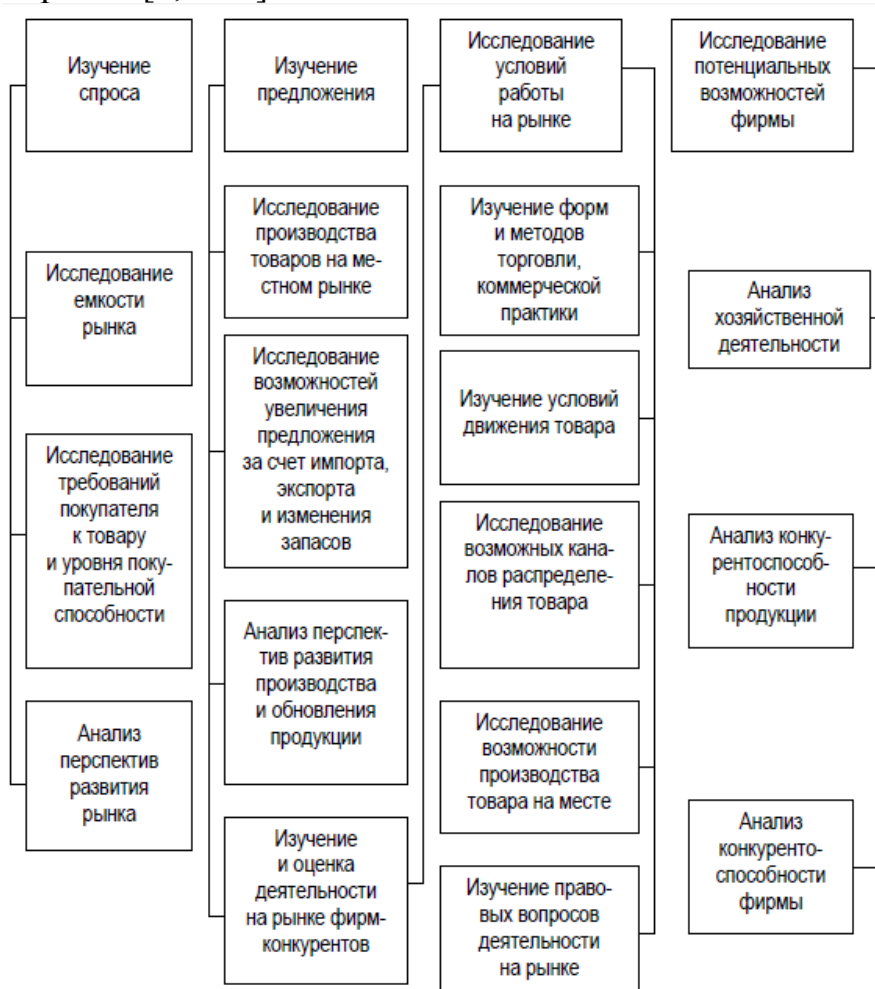 Изучение
спроса
Исследование
емкости
рынка
Исследование
требований
покупателя
к товару
и уровня поку-
пательной
способности
Анализ
перспектив
развития
рынка
Изучение
предложения
Исследование
производства
товаров на ме-
стном рынке
Исследование
возможностей
увеличения
предложения
за счет импорта,
экспорта
и изменения
запасов
Анализ перспек-
тив развития
производства
и обновления
продукции
Изучение
и оценка
деятельности
на рынке фирм-
конкурентов
Исследование
условий
работы
на рынке
Изучение форм
и методов
торговли,
коммерческой
практики
Изучение условий
движения товара
Исследование
возможных кана-
лов распределе-
ния товара
Исследование
возможности
производства
товара на месте
Изучение право-
вых вопросов
деятельности
на рынке
Исследование
потенциальных
возможностей
фирмы
Анализ
хозяйственной
деятельности
Анализ конку-
рентоспособ-
ности
продукции
Анализ
конкуренто-
способности
фирмы